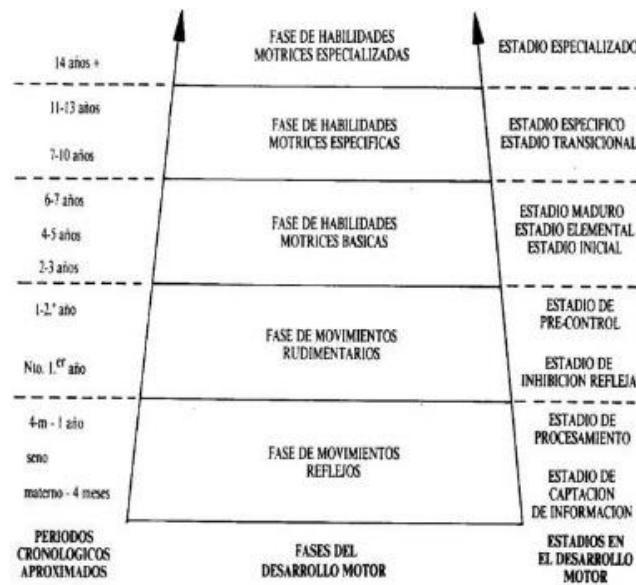 14 años +
FASE DE HABILIDADES
MOTRICES ESPECIALIZADAS
ESTADIO ESPECIALIZADO
11-13 años
7-10 años
FASE DE HABILIDADES
MOTRICES ESPECIFICAS
ESTADIO ESPECIFICO
ESTADIO TRANSICIONAL
6-7 años
4-5 años
2-3 años
FASE DE HABILIDADES
MOTRICES BASICAS
ESTADIO MADURO
ESTADIO ELEMENTAL
ESTADIO INICIAL
1-2.º año
Nto. 1.er año
FASE DE MOVIMIENTOS
RUDIMENTARIOS
ESTADIO DE
PRE-CONTROL
ESTADIO DE
INHIBICION REFLEJA
4-m - 1 año
seno
materno - 4 meses
FASE DE MOVIMIENTOS
REFLEJOS
ESTADIO DE
PROCESAMIENTO
ESTADIO DE
CAPTACION
DE INFORMACION
PERIODOS
CRONOLOGICOS
APROXIMADOS
FASES DEL
DESARROLLO MOTOR
ESTADIOS EN
EL DESARROLLO
MOTOR